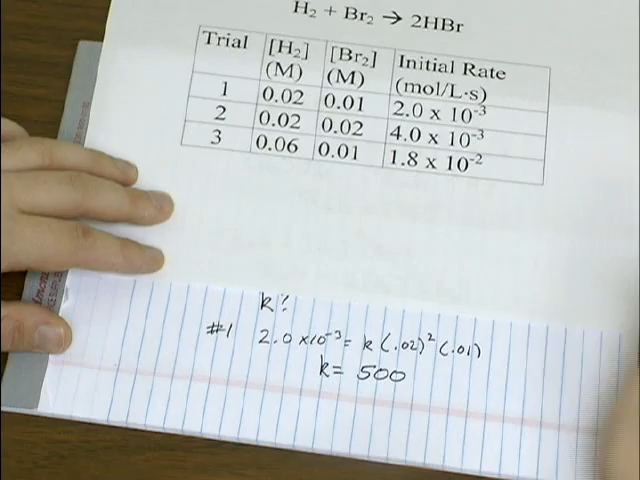 H₂ + Br₂ → 2HBr
Trial [H₂] (M) [Br₂] (M) Initial Rate (mol/L·s)
1 0.02 0.01 2.0 x 10⁻³
2 0.02 0.02 4.0 x 10⁻³
3 0.06 0.01 1.8 x 10⁻²
k?
#1 2.0 x10⁻³ = k (.02)² (.01)
k = 500